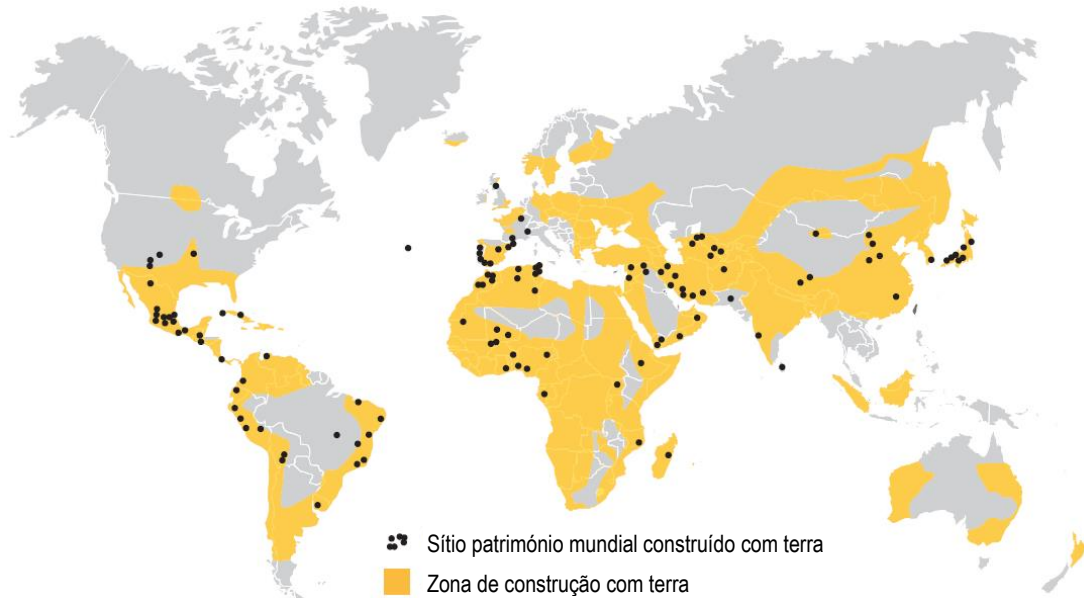 Sítio património mundial construído com terra
Zona de construção com terra